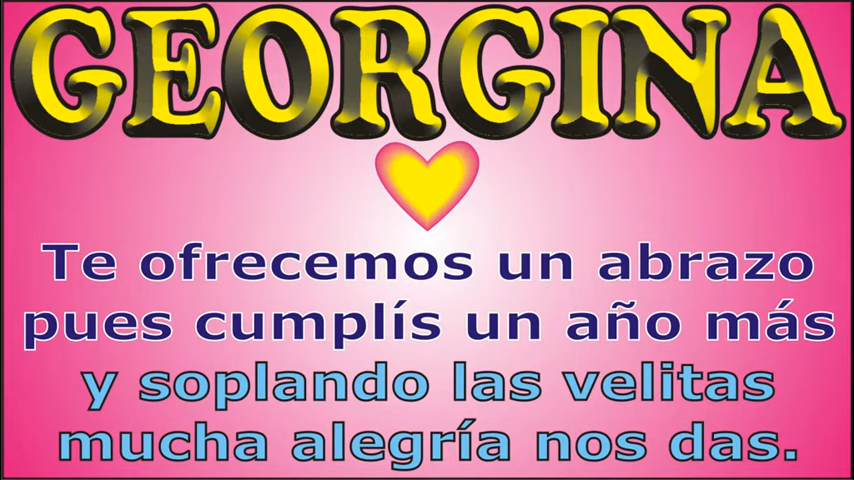 GEORGINA
Te ofrecemos un abrazo
pues cumplís un año más
y soplando las velitas
mucha alegría nos das.